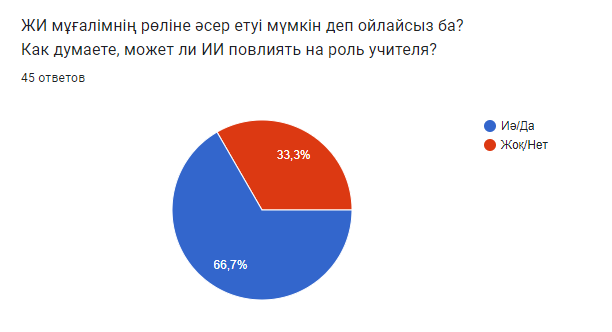 ЖИ мұғалімнің рөліне әсер етуі мүмкін деп ойлайсыз ба?
Как думаете, может ли ИИ повлиять на роль учителя?
45 ответов
Иә/Да
Жоқ/Нет
33,3%
66,7%